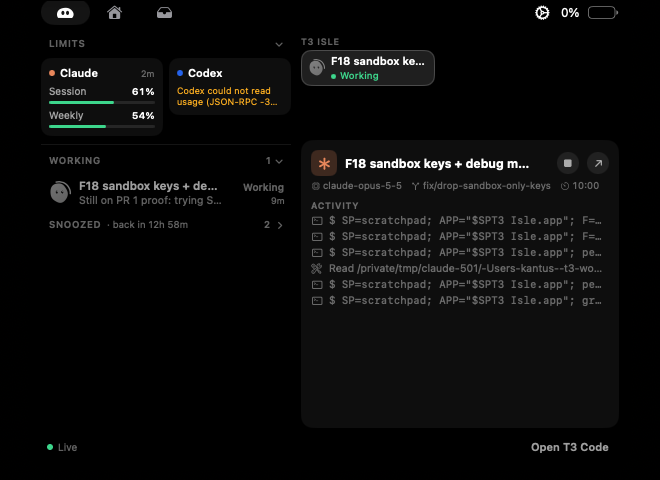 0%
LIMITS
Claude 2m
Session 61%
Weekly 54%
Codex
Codex could not read
usage (JSON-RPC -3...
WORKING 1
F18 sandbox keys + de... Working
Still on PR 1 proof: trying S... 9m
SNOOZED · back in 12h 58m 2
Live
T3 ISLE
F18 sandbox ke...
Working
F18 sandbox keys + debug m...
claude-opus-5-5 fix/drop-sandbox-only-keys 10:00
ACTIVITY
$ SP=scratchpad; APP="$SPT3 Isle.app"; F=...
$ SP=scratchpad; APP="$SPT3 Isle.app"; F=...
$ SP=scratchpad; APP="$SPT3 Isle.app"; pe...
Read /private/tmp/claude-501/-Users-kantus--t3-wo...
$ SP=scratchpad; APP="$SPT3 Isle.app"; pe...
$ SP=scratchpad; APP="$SPT3 Isle.app"; gr...
Open T3 Code